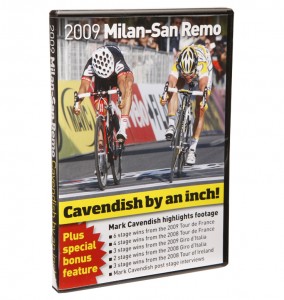 2009 Milan-San Remo
Cavendish by an inch!
Plus
special
bonus
feature
Mark Cavendish highlights footage
6 stage wins from the 2009 Tour de France
4 stage wins from the 2008 Tour de France
3 stage wins from the 2009 Giro d'Italia
2 stage wins from the 2008 Giro d'Italia
3 stage wins from the 2008 Tour of Ireland
Mark Cavendish post stage interviews
2009 Milan-San Remo